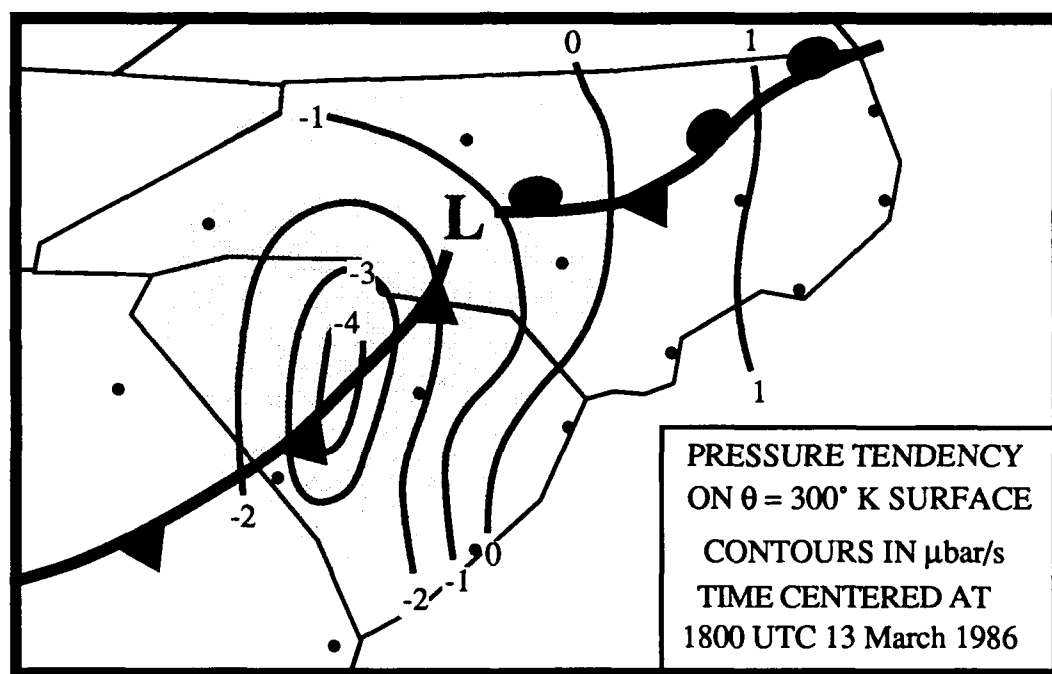 0
1
-1
L
-3
-4
1
-2
0
-1
-2
PRESSURE TENDENCY
ON θ = 300° K SURFACE
CONTOURS IN μbar/s
TIME CENTERED AT
1800 UTC 13 March 1986